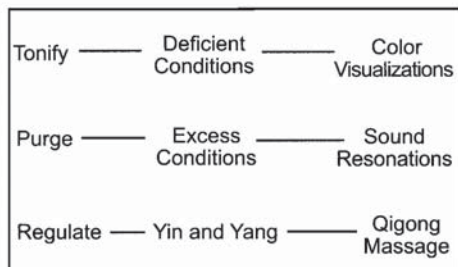 Tonify Deficient Conditions Color Visualizations
Purge Excess Conditions Sound Resonations
Regulate Yin and Yang Qigong Massage